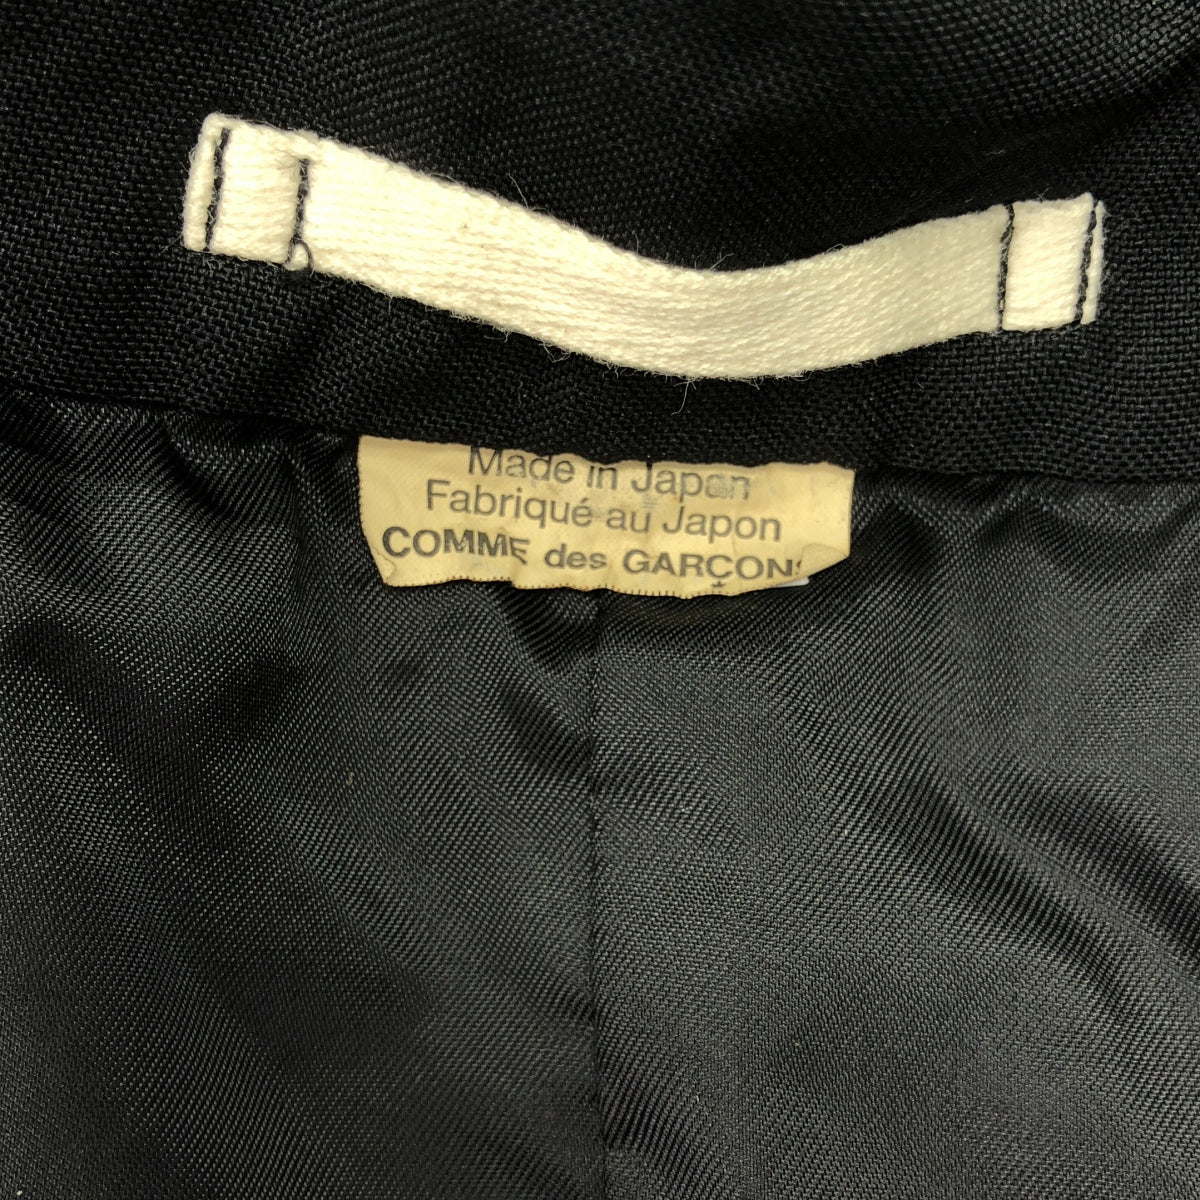 Made in Japan
Fabriqué au Japon
COMME des GARÇONS